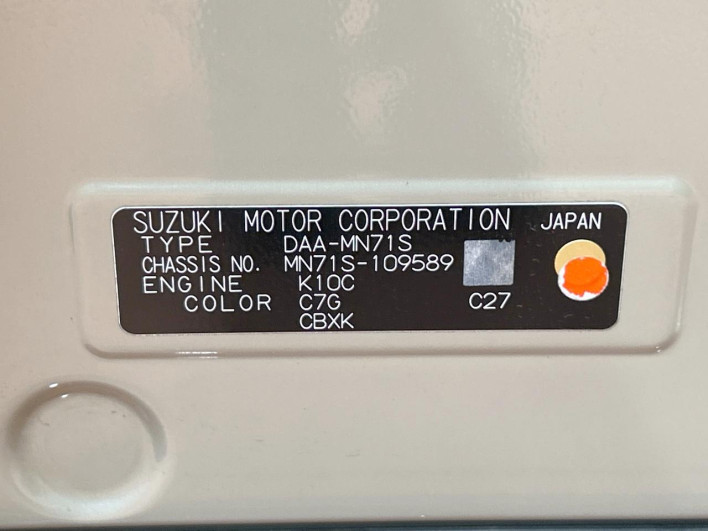 SUZUKI MOTOR CORPORATION JAPAN
TYPE DAA-MN71S
CHASSIS NO. MN71S-109589
ENGINE K10C
COLOR C7G C27
CBXK